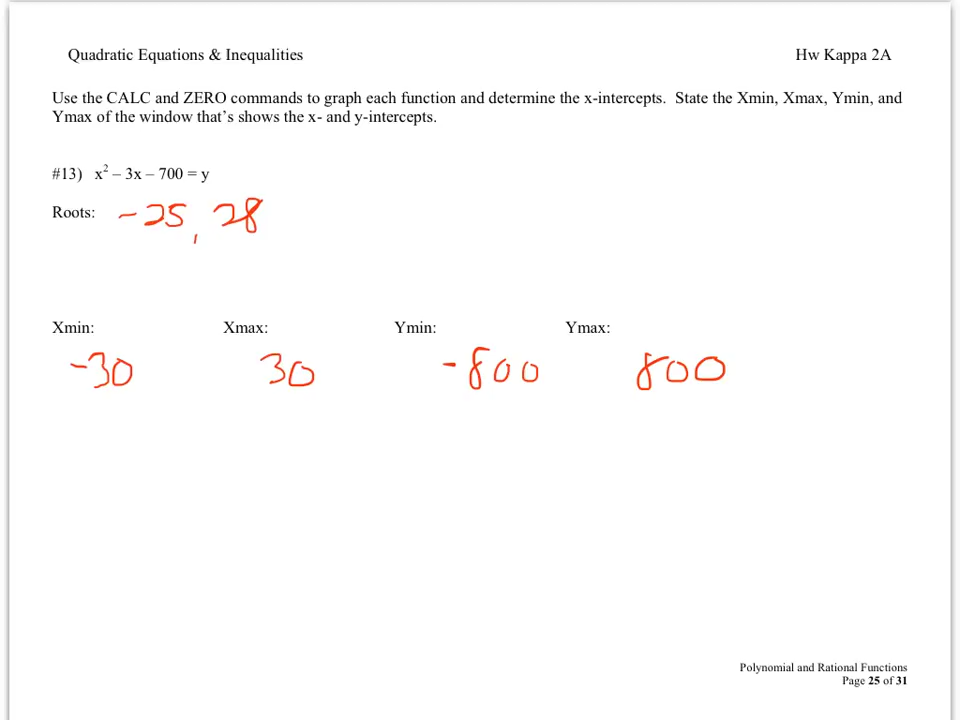 Quadratic Equations & Inequalities Hw Kappa 2A
Use the CALC and ZERO commands to graph each function and determine the x-intercepts. State the Xmin, Xmax, Ymin, and
Ymax of the window that's shows the x- and y-intercepts.
#13) x² – 3x – 700 = y
Roots: -25, 28
Xmin: Xmax: Ymin: Ymax:
-30 30 -800 800
Polynomial and Rational Functions
Page 25 of 31